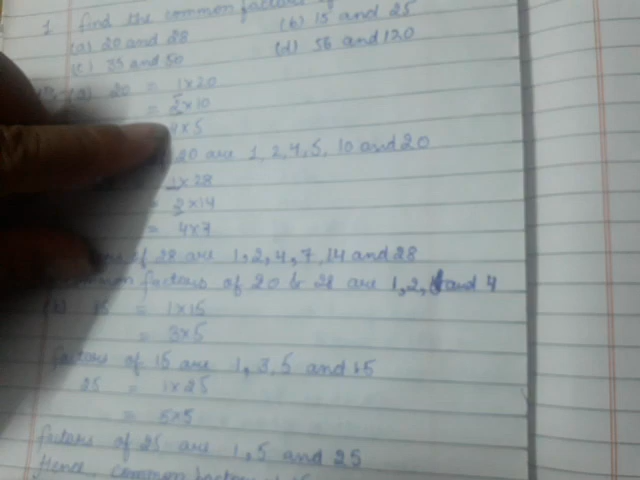 1 find the common factors of
(a) 20 and 28 (b) 15 and 25
(c) 35 and 50 (d) 56 and 120
(a) 20 = 1×20
= 2×10
4×5
20 are 1, 2, 4, 5, 10 and 20
1×28
= 2×14
= 4×7
of 28 are 1, 2, 4, 7, 14 and 28
common factors of 20 & 28 are 1, 2, and 4
(b) 15 = 1×15
= 3×5
factors of 15 are 1, 3, 5 and 15
25 = 1×25
= 5×5
factors of 25 are 1, 5 and 25
Hence, common factors